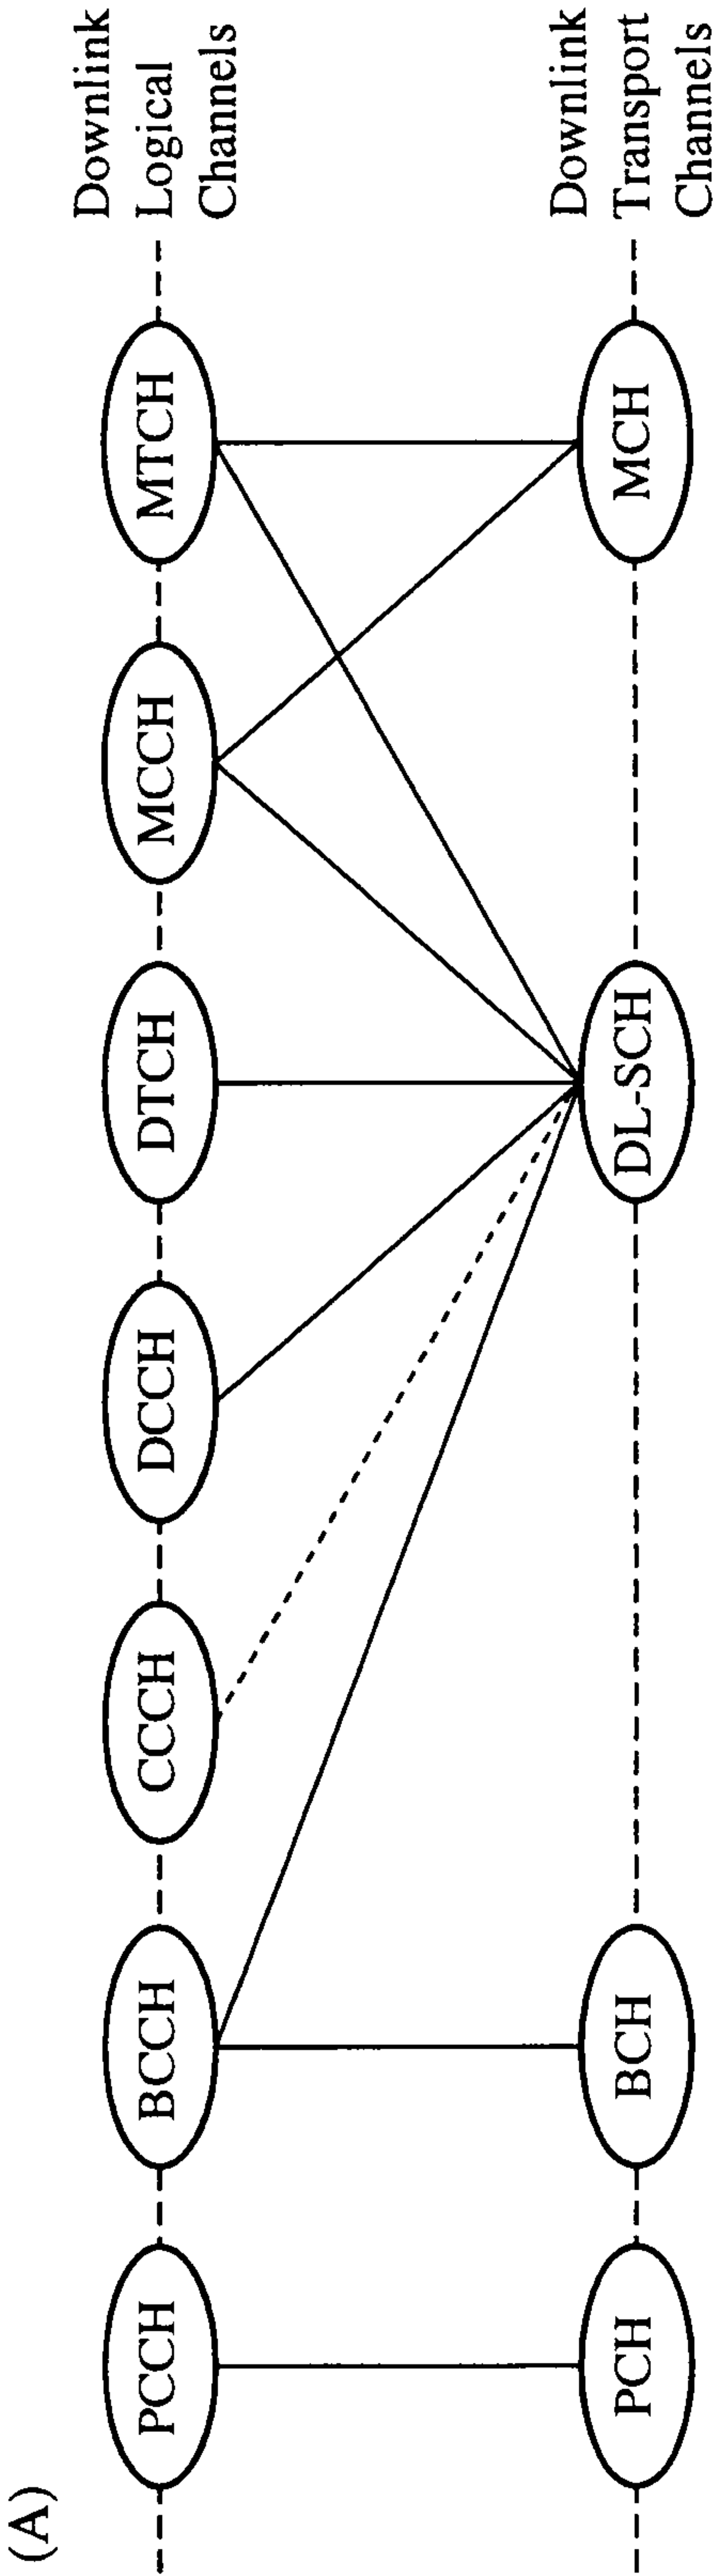 (A)
PCCH
BCCH
CCCH
DCCH
DTCH
MCCH
MTCH
Downlink
Logical
Channels
PCH
BCH
DL-SCH
MCH
Downlink
Transport
Channels